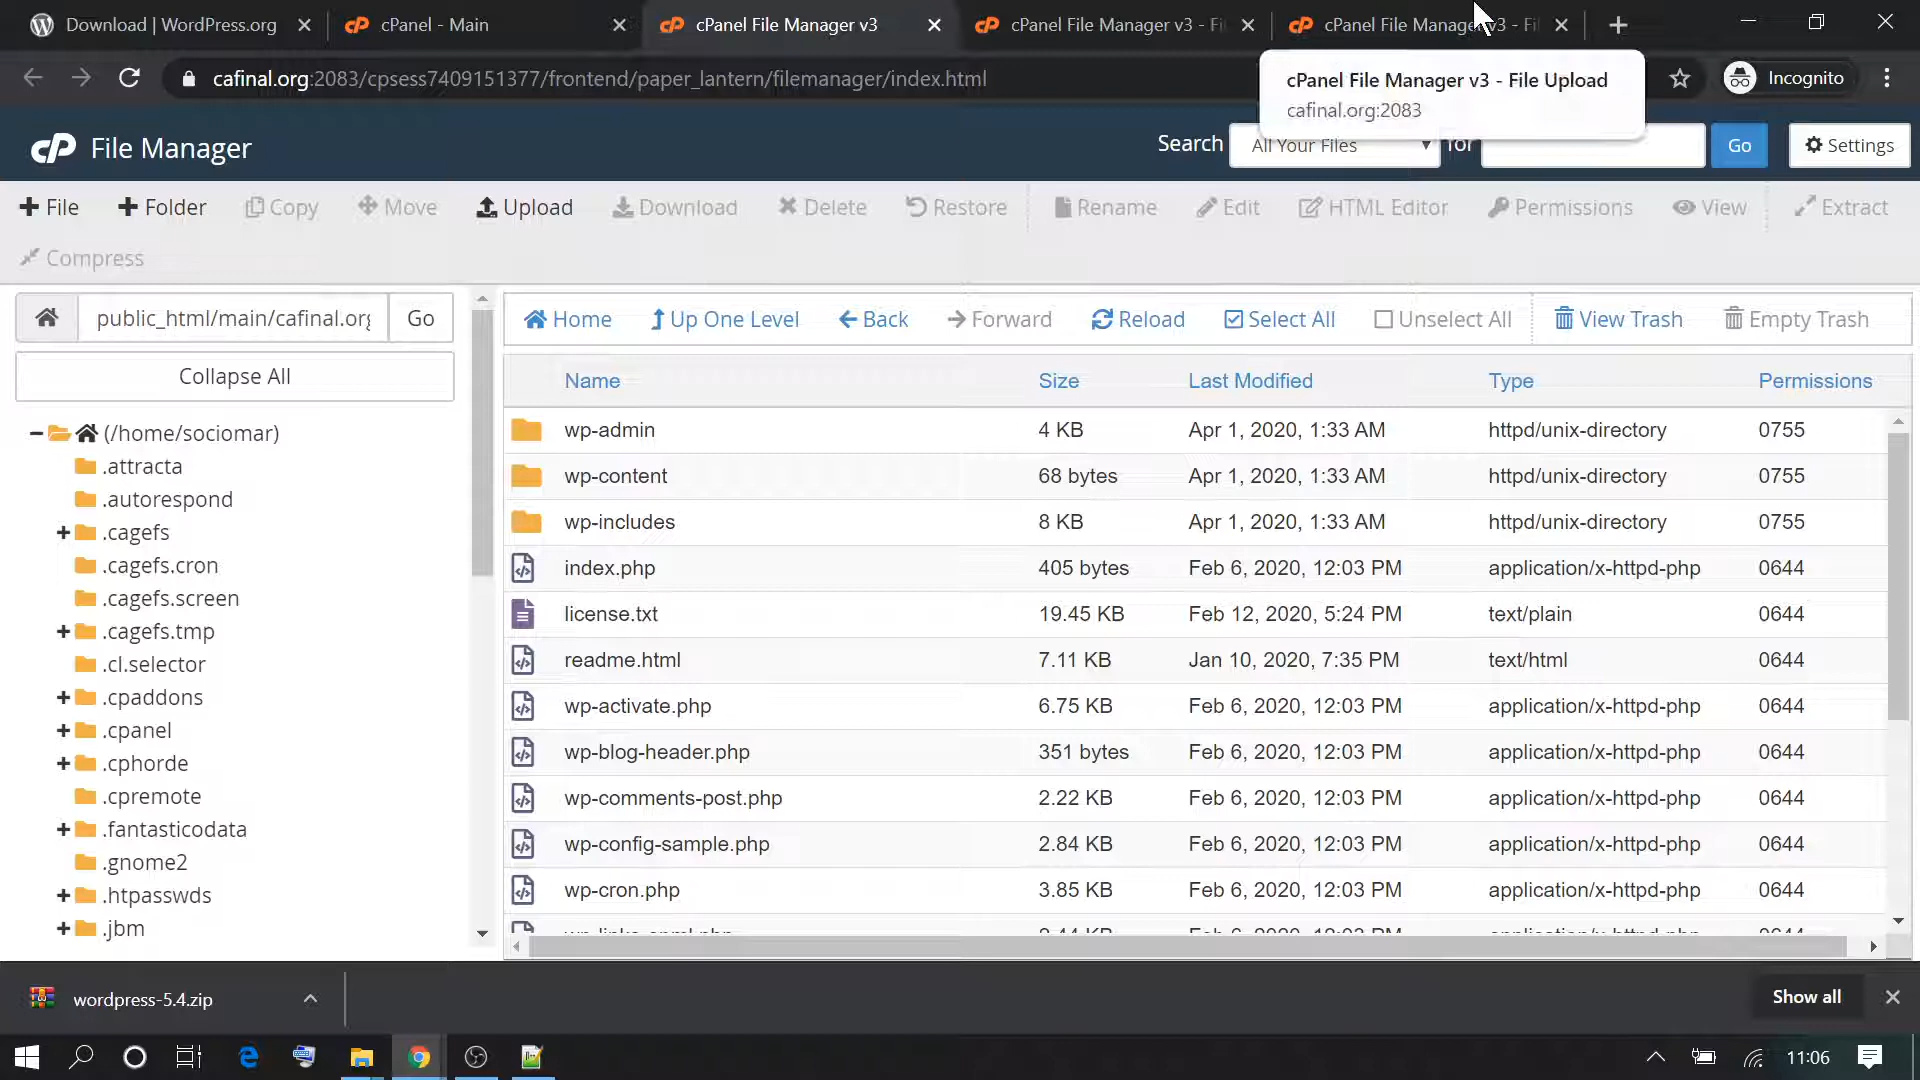 Download | WordPress.org
cPanel - Main
cPanel File Manager v3
cPanel File Manager v3 - Fi
cPanel File Manager v3 - Fil
cafinal.org:2083/cpsess7409151377/frontend/paper_lantern/filemanager/index.html
Incognito
cPanel File Manager v3 - File Upload
cafinal.org:2083
cP File Manager
Search All Your Files for Go Settings
File Folder Copy Move Upload Download Delete Restore Rename Edit HTML Editor Permissions View Extract
Compress
public_html/main/cafinal.org Go
Home Up One Level Back Forward Reload Select All Unselect All View Trash Empty Trash
Collapse All
(/home/sociomar)
.attracta
.autorespond
.cagefs
.cagefs.cron
.cagefs.screen
.cagefs.tmp
.cl.selector
.cpaddons
.cpanel
.cphorde
.cpremote
.fantasticodata
.gnome2
.htpasswds
.jbm
Name Size Last Modified Type Permissions
wp-admin 4 KB Apr 1, 2020, 1:33 AM httpd/unix-directory 0755
wp-content 68 bytes Apr 1, 2020, 1:33 AM httpd/unix-directory 0755
wp-includes 8 KB Apr 1, 2020, 1:33 AM httpd/unix-directory 0755
index.php 405 bytes Feb 6, 2020, 12:03 PM application/x-httpd-php 0644
license.txt 19.45 KB Feb 12, 2020, 5:24 PM text/plain 0644
readme.html 7.11 KB Jan 10, 2020, 7:35 PM text/html 0644
wp-activate.php 6.75 KB Feb 6, 2020, 12:03 PM application/x-httpd-php 0644
wp-blog-header.php 351 bytes Feb 6, 2020, 12:03 PM application/x-httpd-php 0644
wp-comments-post.php 2.22 KB Feb 6, 2020, 12:03 PM application/x-httpd-php 0644
wp-config-sample.php 2.84 KB Feb 6, 2020, 12:03 PM application/x-httpd-php 0644
wp-cron.php 3.85 KB Feb 6, 2020, 12:03 PM application/x-httpd-php 0644
wordpress-5.4.zip
Show all
11:06